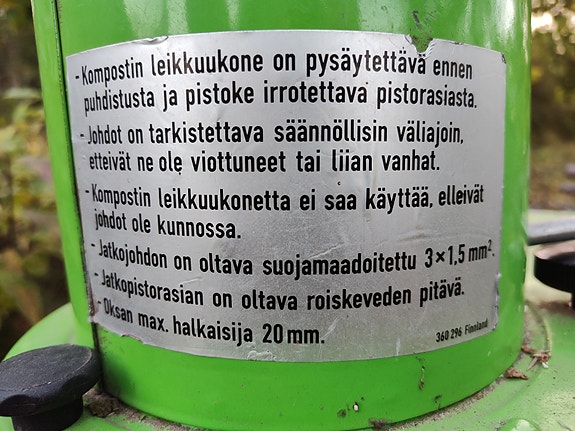 - Kompostin leikkuukone on pysäytettävä ennen
puhdistusta ja pistoke irrotettava pistorasiasta.
- Johdot on tarkistettava säännöllisin väliajoin,
etteivät ne ole viottuneet tai liian vanhat.
- Kompostin leikkuukonetta ei saa käyttää, elleivät
johdot ole kunnossa.
- Jatkojohdon on oltava suojamaadoitettu 3×1,5 mm².
- Jatkopistorasian on oltava roiskeveden pitävä.
- Oksan max. halkaisija 20 mm.
360 296 Finnland